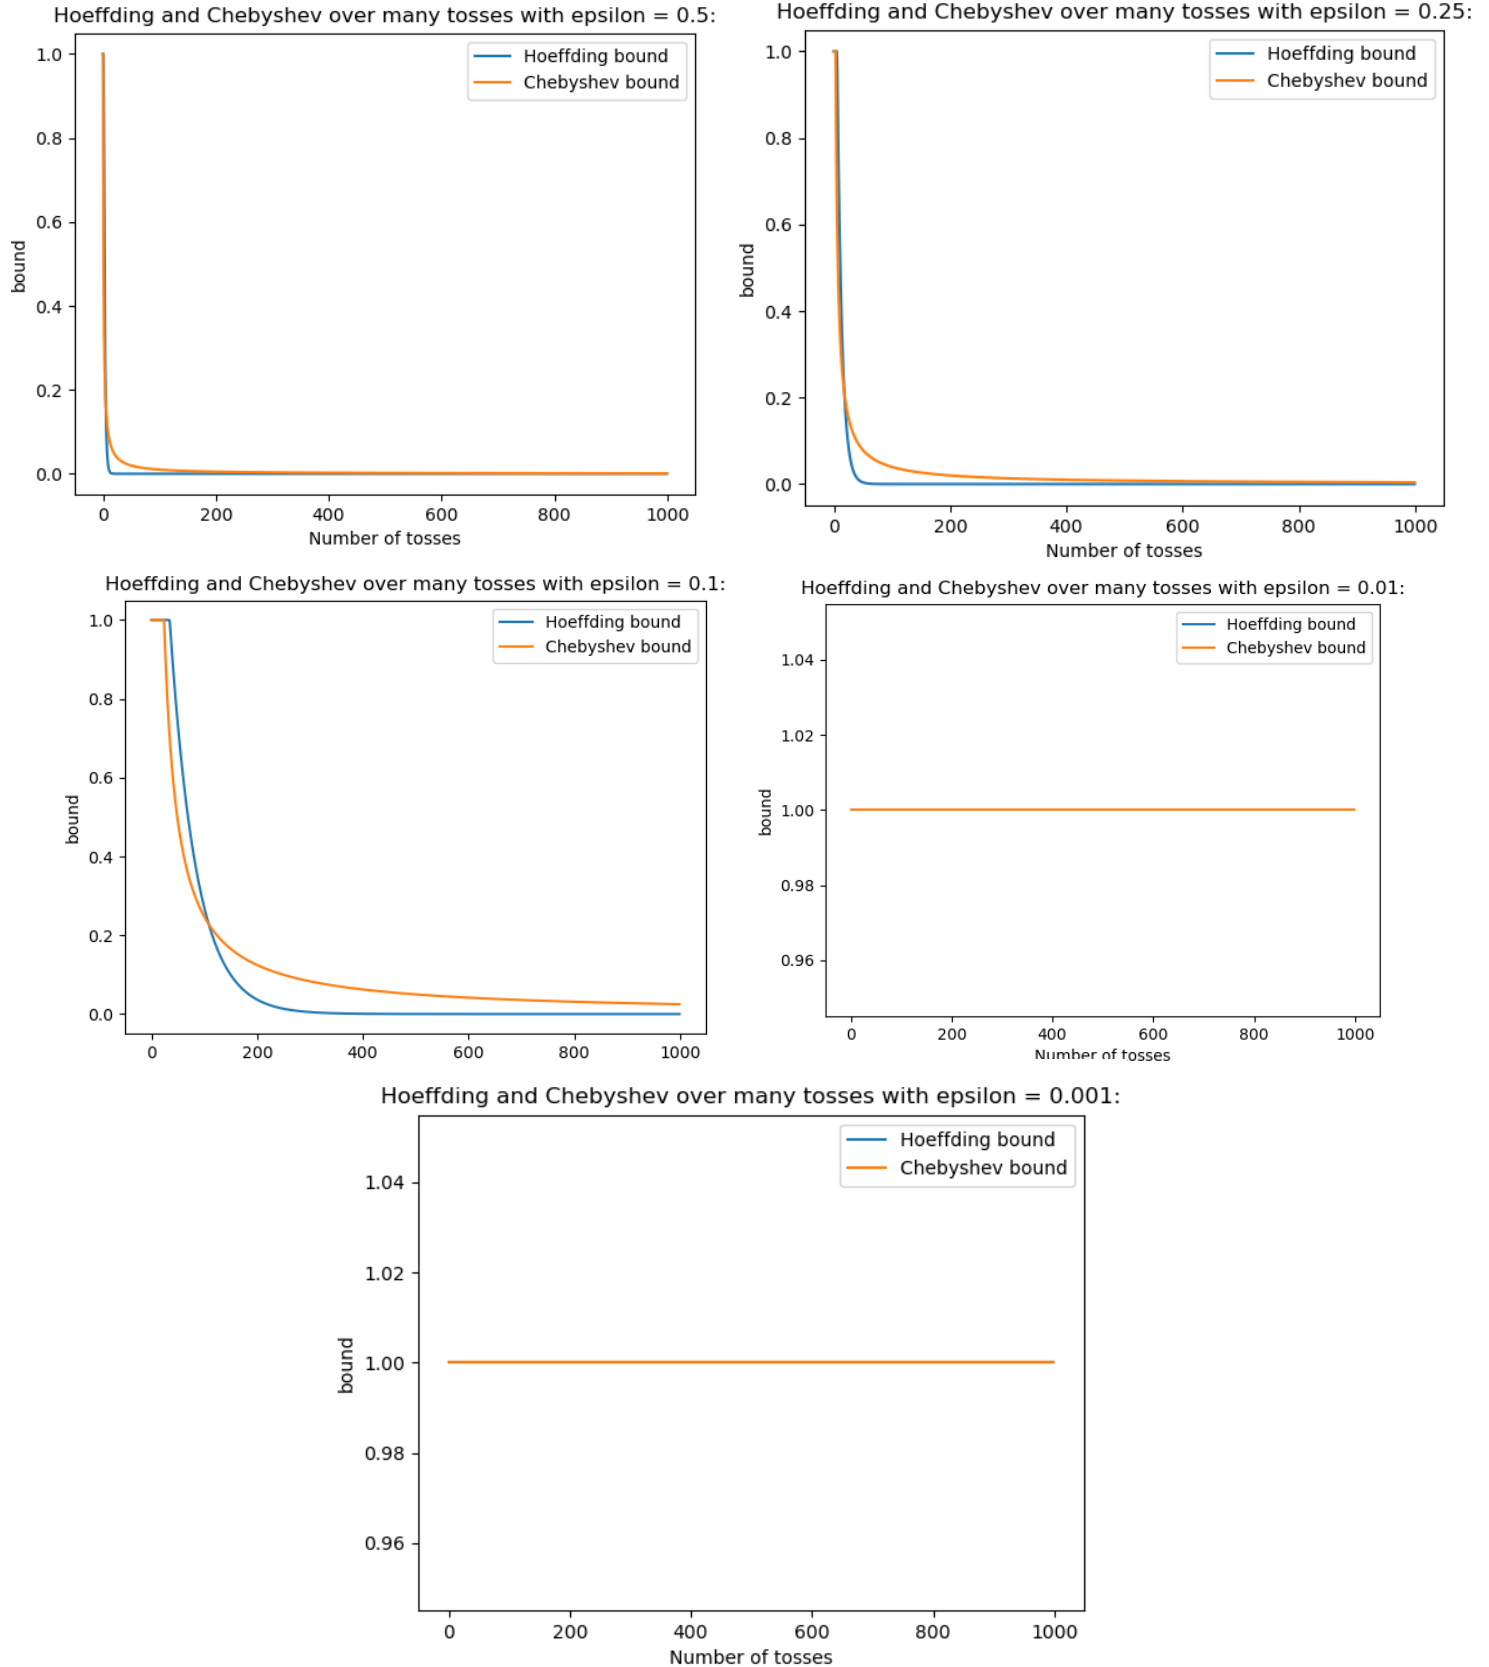 Hoeffding and Chebyshev over many tosses with epsilon = 0.5:
1.0
0.8
0.6
0.4
0.2
0.0
bound
Hoeffding bound
Chebyshev bound
0 200 400 600 800 1000
Number of tosses
Hoeffding and Chebyshev over many tosses with epsilon = 0.25:
1.0
0.8
0.6
0.4
0.2
0.0
bound
Hoeffding bound
Chebyshev bound
0 200 400 600 800 1000
Number of tosses
Hoeffding and Chebyshev over many tosses with epsilon = 0.1:
1.0
0.8
0.6
0.4
0.2
0.0
bound
Hoeffding bound
Chebyshev bound
0 200 400 600 800 1000
Hoeffding and Chebyshev over many tosses with epsilon = 0.01:
1.04
1.02
1.00
0.98
0.96
bound
Hoeffding bound
Chebyshev bound
0 200 400 600 800 1000
Number of tosses
Hoeffding and Chebyshev over many tosses with epsilon = 0.001:
1.04
1.02
1.00
0.98
0.96
bound
Hoeffding bound
Chebyshev bound
0 200 400 600 800 1000
Number of tosses